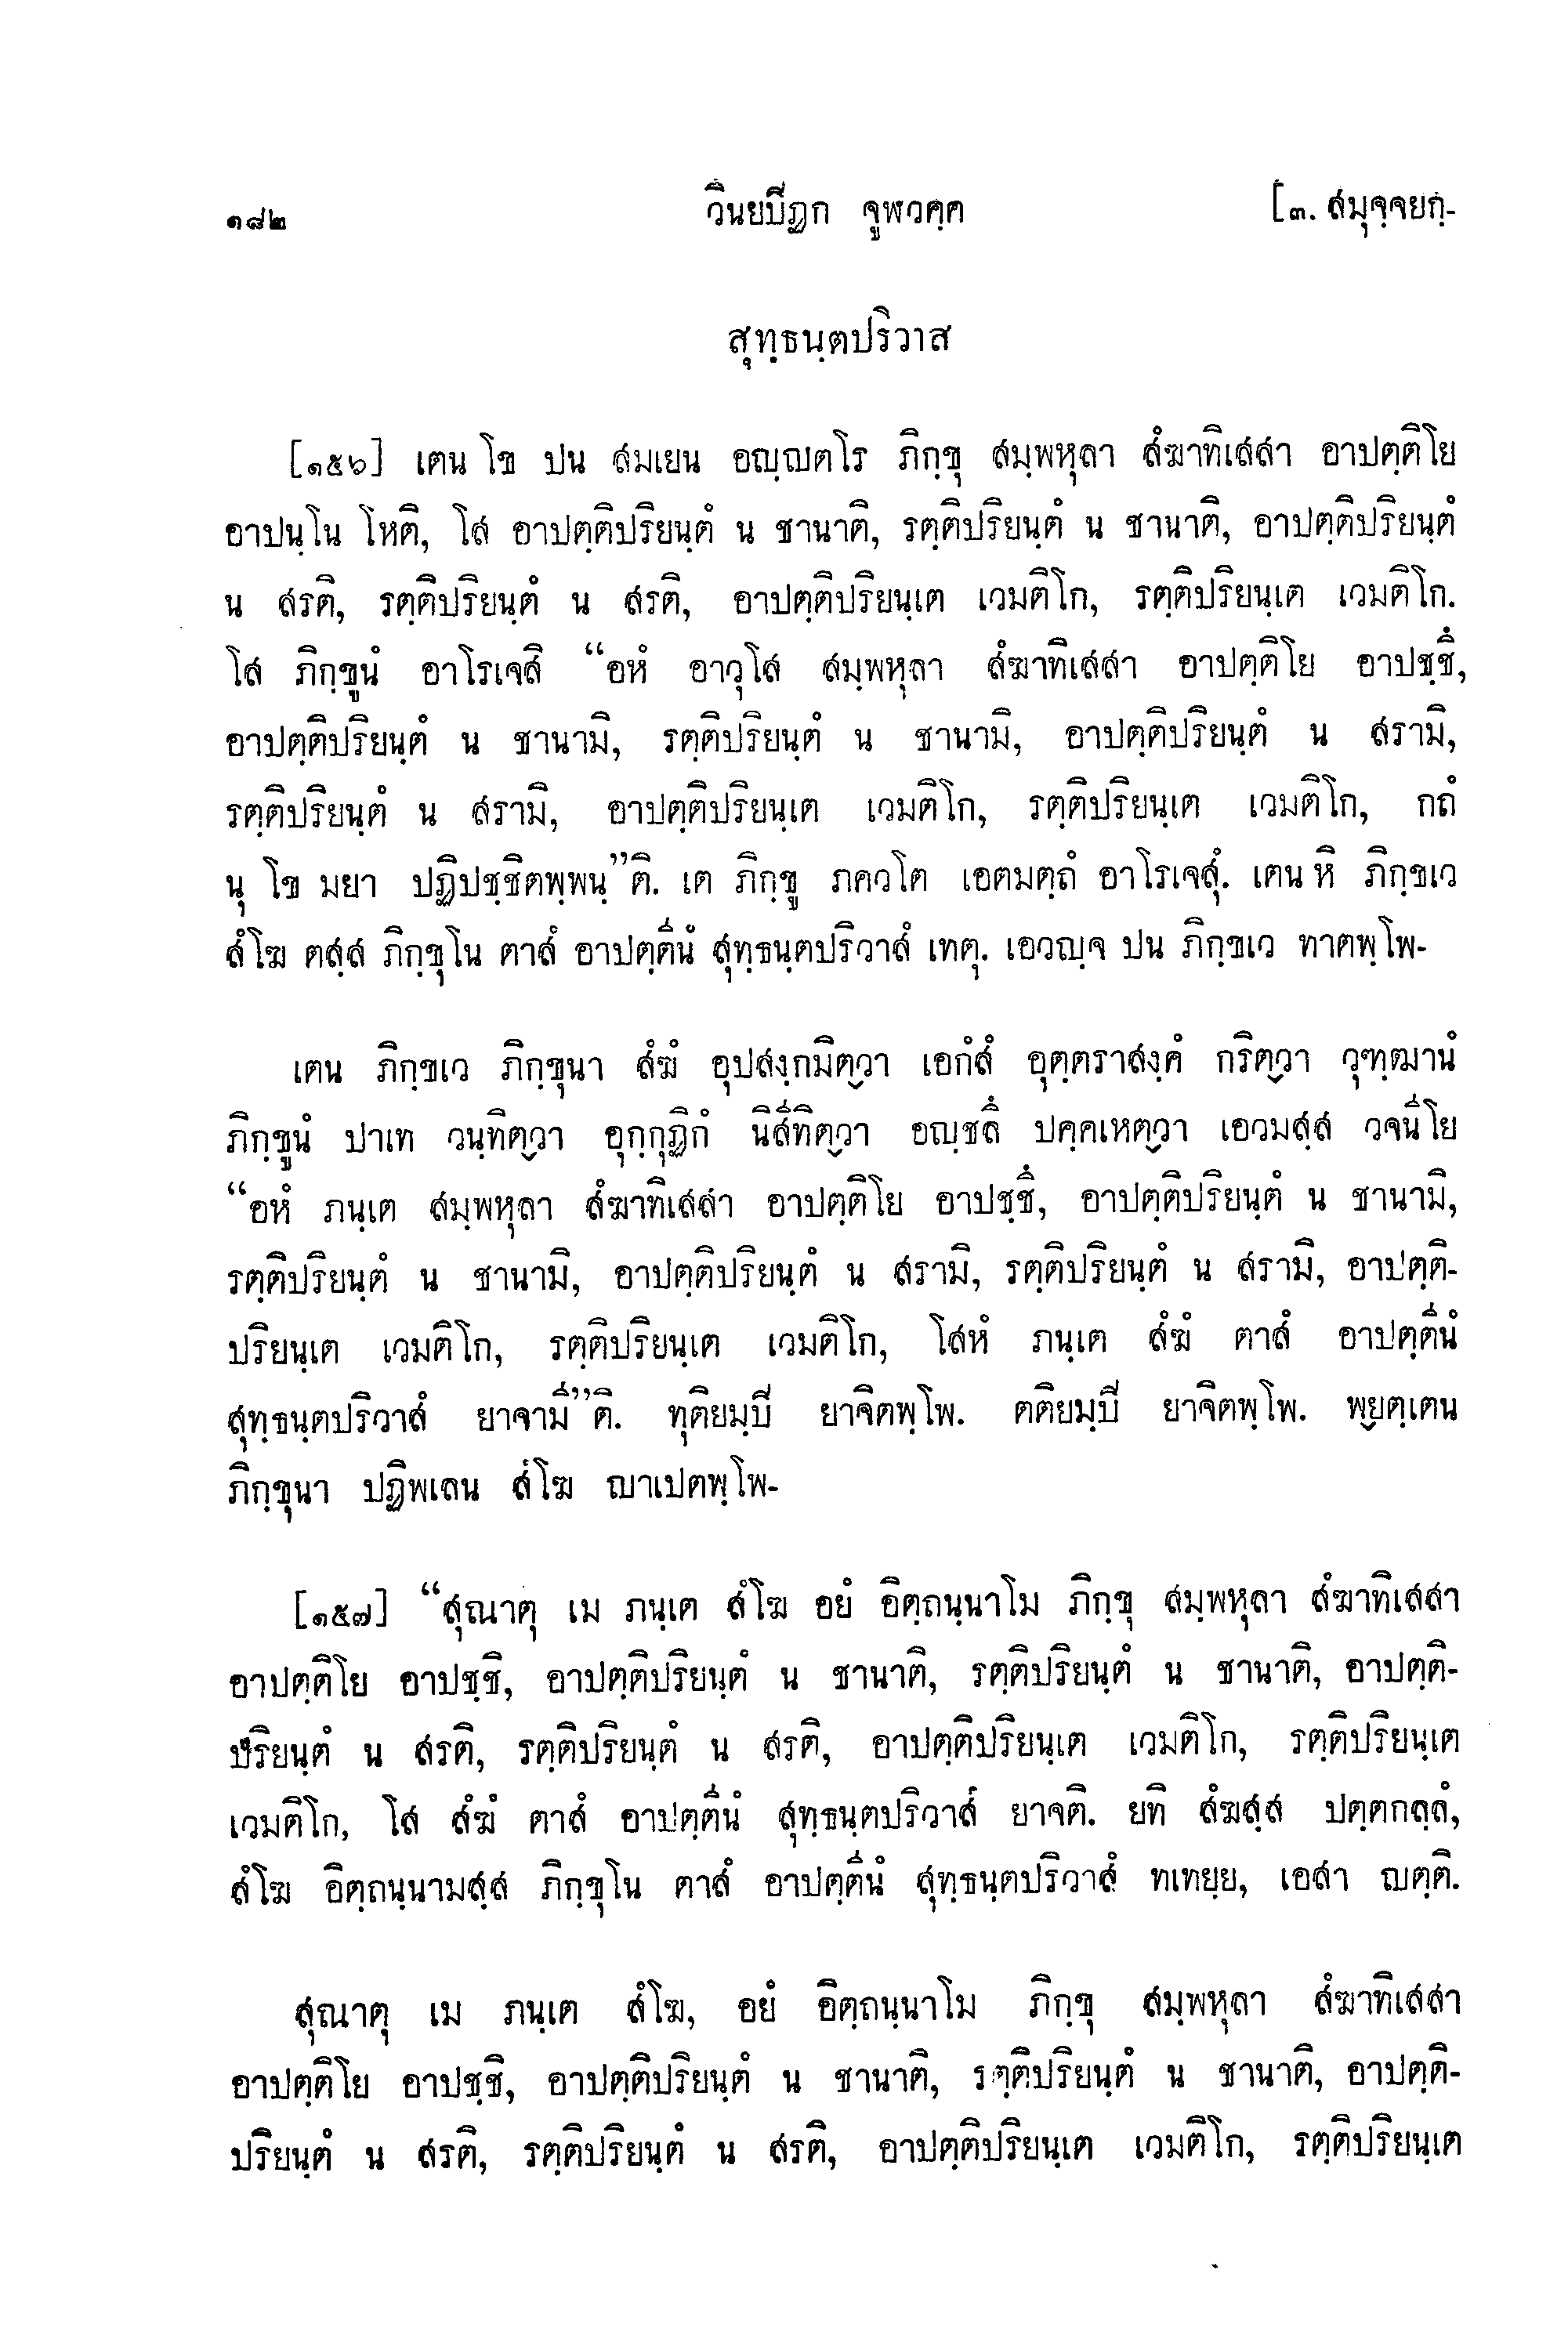 ๑๘๒ วินยปิฏก จูฬวคฺค [๓. สมุจฺจยกฺ-
สุทฺธนฺตปริวาส
[๑๕๖] เตน โข ปน สมเยน อญฺญตโร ภิกฺขุ สมฺพหุลา สํฆาทิเสสา อาปตฺติโย
อาปนฺโน โหติ, โส อาปตฺติปริยนฺตํ น ชานาติ, รตฺติปริยนฺตํ น ชานาติ, อาปตฺติปริยนฺตํ
น สรติ, รตฺติปริยนฺตํ น สรติ, อาปตฺติปริยนฺเต เวมติโก, รตฺติปริยนฺเต เวมติโก.
โส ภิกฺขูนํ อาโรเจสิ “อหํ อาวุโส สมฺพหุลา สํฆาทิเสสา อาปตฺติโย อาปชฺชึ,
อาปตฺติปริยนฺตํ น ชานามิ, รตฺติปริยนฺตํ น ชานามิ, อาปตฺติปริยนฺตํ น สรามิ,
รตฺติปริยนฺตํ น สรามิ, อาปตฺติปริยนฺเต เวมติโก, รตฺติปริยนฺเต เวมติโก, กถํ
นุ โข มยา ปฏิปชฺชิตพฺพนฺ”ติ. เต ภิกฺขู ภควโต เอตมตฺถํ อาโรเจสุํ. เตน หิ ภิกฺขเว
สํโฆ ตสฺส ภิกฺขุโน ตาสํ อาปตฺตีนํ สุทฺธนฺตปริวาสํ เทตุ. เอวญฺจ ปน ภิกฺขเว ทาตพฺโพ-
เตน ภิกฺขเว ภิกฺขุนา สํฆํ อุปสงฺกมิตฺวา เอกํสํ อุตฺตราสงฺคํ กริตฺวา วุฑฺฒานํ
ภิกฺขูนํ ปาเท วนฺทิตฺวา อุกฺกุฏิกํ นิสีทิตฺวา อญฺชลึ ปคฺคเหตฺวา เอวมสฺส วจนีโย
“อหํ ภนฺเต สมฺพหุลา สํฆาทิเสสา อาปตฺติโย อาปชฺชึ, อาปตฺติปริยนฺตํ น ชานามิ,
รตฺติปริยนฺตํ น ชานามิ, อาปตฺติปริยนฺตํ น สรามิ, รตฺติปริยนฺตํ น สรามิ, อาปตฺติ-
ปริยนฺเต เวมติโก, รตฺติปริยนฺเต เวมติโก, โสหํ ภนฺเต สํฆํ ตาสํ อาปตฺตีนํ
สุทฺธนฺตปริวาสํ ยาจามี”ติ. ทุติยมฺปี ยาจิตพฺโพ. ตติยมฺปี ยาจิตพฺโพ. พฺยตฺเตน
ภิกฺขุนา ปฏิพเลน สํโฆ ญาเปตพฺโพ-
[๑๕๗] “สุณาตุ เม ภนฺเต สํโฆ อยํ อิตฺถนฺนาโม ภิกฺขุ สมฺพหุลา สํฆาทิเสสา
อาปตฺติโย อาปชฺชิ, อาปตฺติปริยนฺตํ น ชานาติ, รตฺติปริยนฺตํ น ชานาติ, อาปตฺติ-
ปริยนฺตํ น สรติ, รตฺติปริยนฺตํ น สรติ, อาปตฺติปริยนฺเต เวมติโก, รตฺติปริยนฺเต
เวมติโก, โส สํฆํ ตาสํ อาปตฺตีนํ สุทฺธนฺตปริวาสํ ยาจติ. ยทิ สํฆสฺส ปตฺตกลฺลํ,
สํโฆ อิตฺถนฺนามสฺส ภิกฺขุโน ตาสํ อาปตฺตีนํ สุทฺธนฺตปริวาสํ ทเทยฺย, เอสา ญตฺติ.
สุณาตุ เม ภนฺเต สํโฆ, อยํ อิตฺถนฺนาโม ภิกฺขุ สมฺพหุลา สํฆาทิเสสา
อาปตฺติโย อาปชฺชิ, อาปตฺติปริยนฺตํ น ชานาติ, รตฺติปริยนฺตํ น ชานาติ, อาปตฺติ-
ปริยนฺตํ น สรติ, รตฺติปริยนฺตํ น สรติ, อาปตฺติปริยนฺเต เวมติโก, รตฺติปริยนฺเต